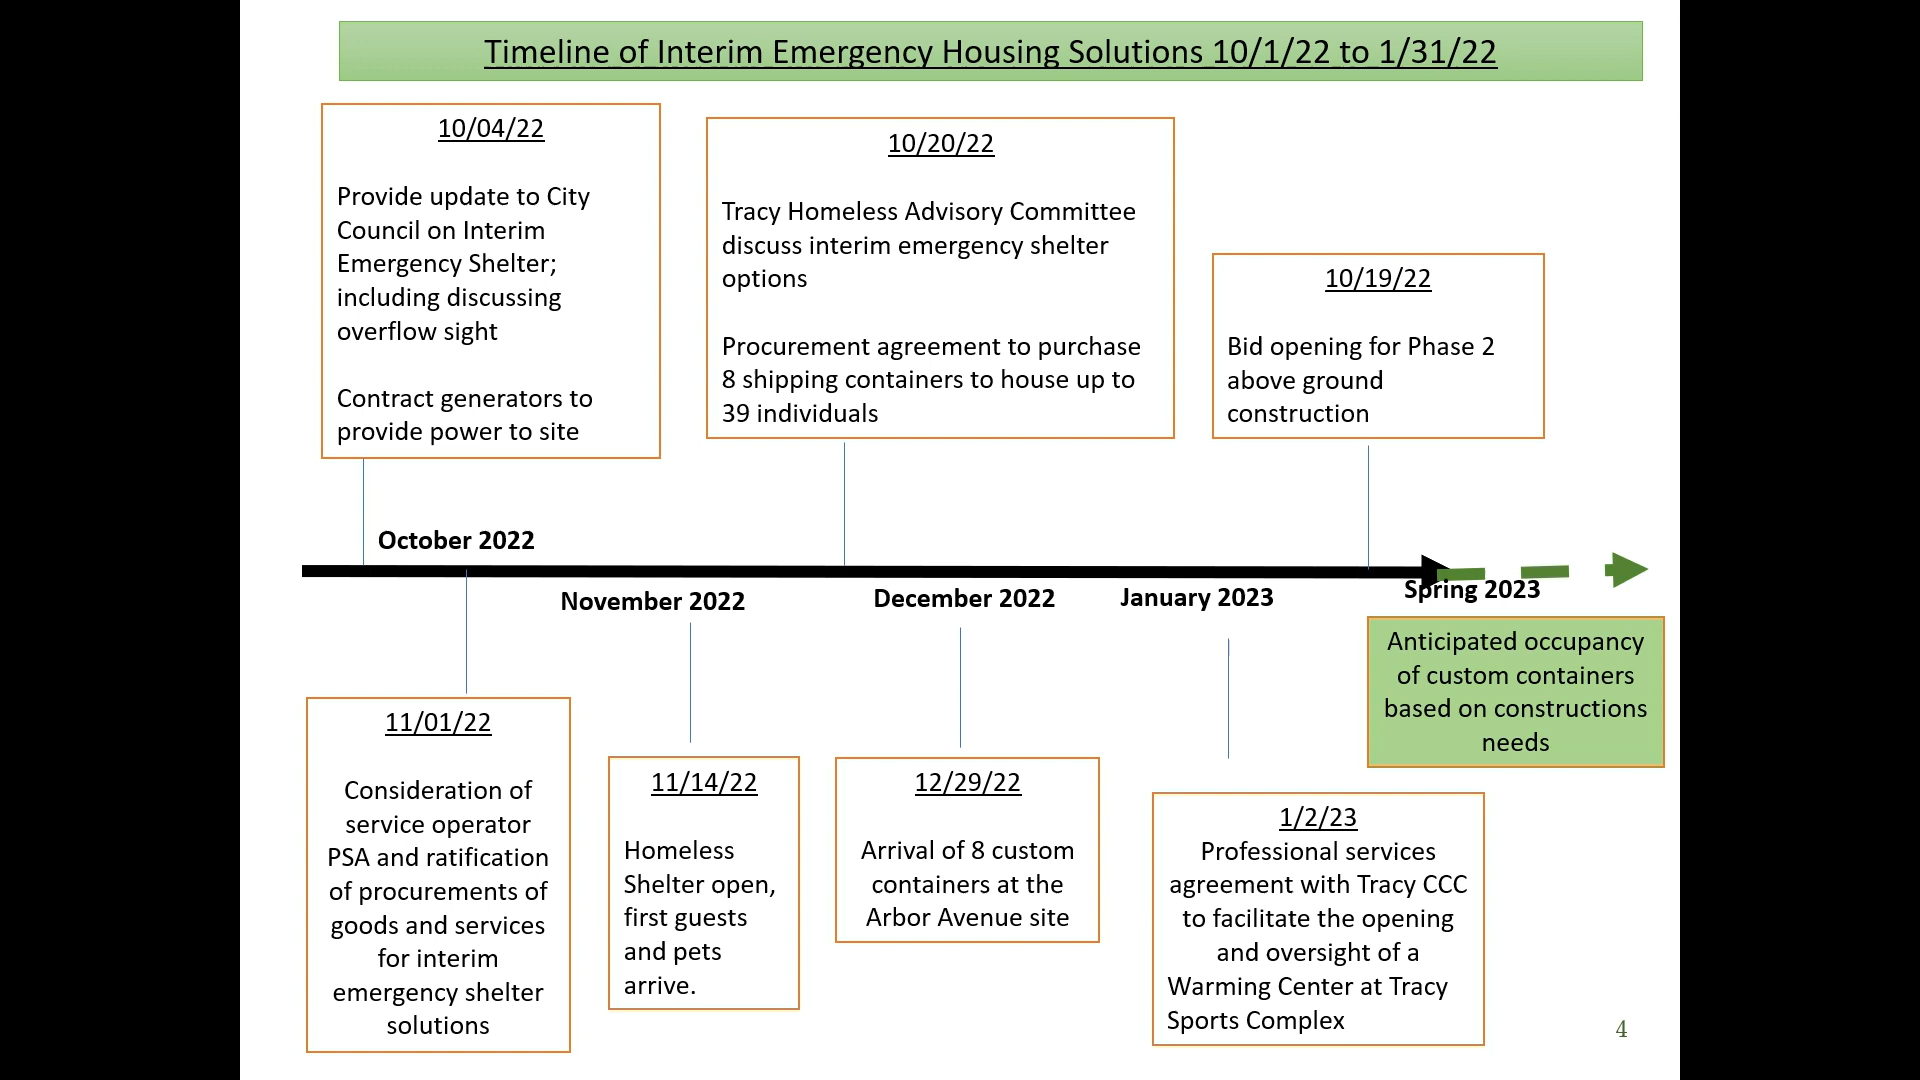 Timeline of Interim Emergency Housing Solutions 10/1/22 to 1/31/22
10/04/22
Provide update to City
Council on Interim
Emergency Shelter;
including discussing
overflow sight
Contract generators to
provide power to site
10/20/22
Tracy Homeless Advisory Committee
discuss interim emergency shelter
options
Procurement agreement to purchase
8 shipping containers to house up to
39 individuals
10/19/22
Bid opening for Phase 2
above ground
construction
October 2022
November 2022
December 2022
January 2023
Spring 2023
Anticipated occupancy
of custom containers
based on constructions
needs
11/01/22
Consideration of
service operator
PSA and ratification
of procurements of
goods and services
for interim
emergency shelter
solutions
11/14/22
Homeless
Shelter open,
first guests
and pets
arrive.
12/29/22
Arrival of 8 custom
containers at the
Arbor Avenue site
1/2/23
Professional services
agreement with Tracy CCC
to facilitate the opening
and oversight of a
Warming Center at Tracy
Sports Complex
4